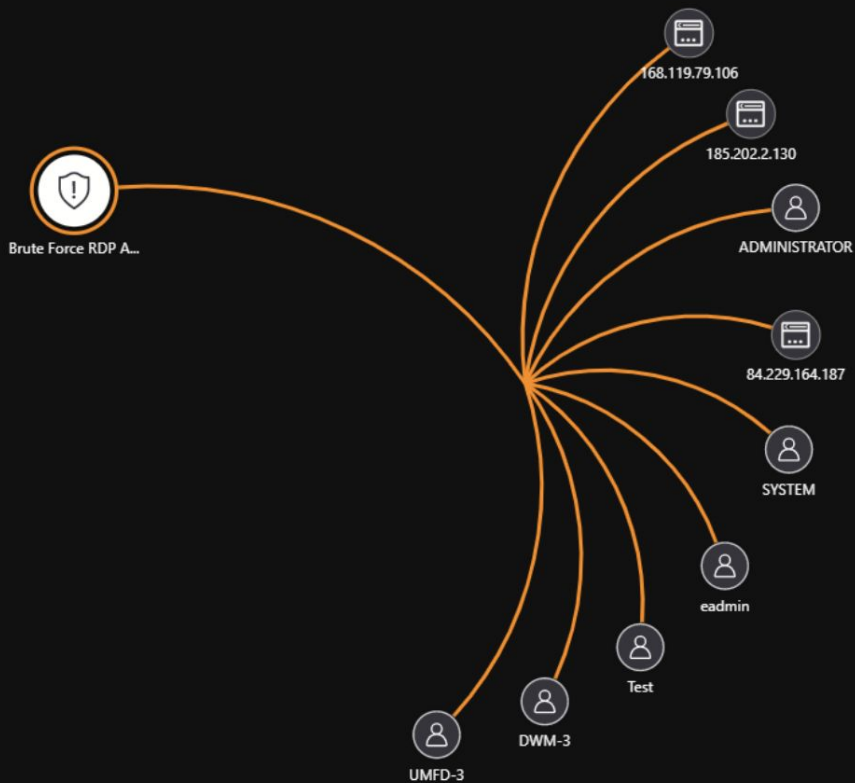 168.119.79.106
185.202.2.130
Brute Force RDP A...
ADMINISTRATOR
84.229.164.187
SYSTEM
eadmin
Test
DWM-3
UMFD-3